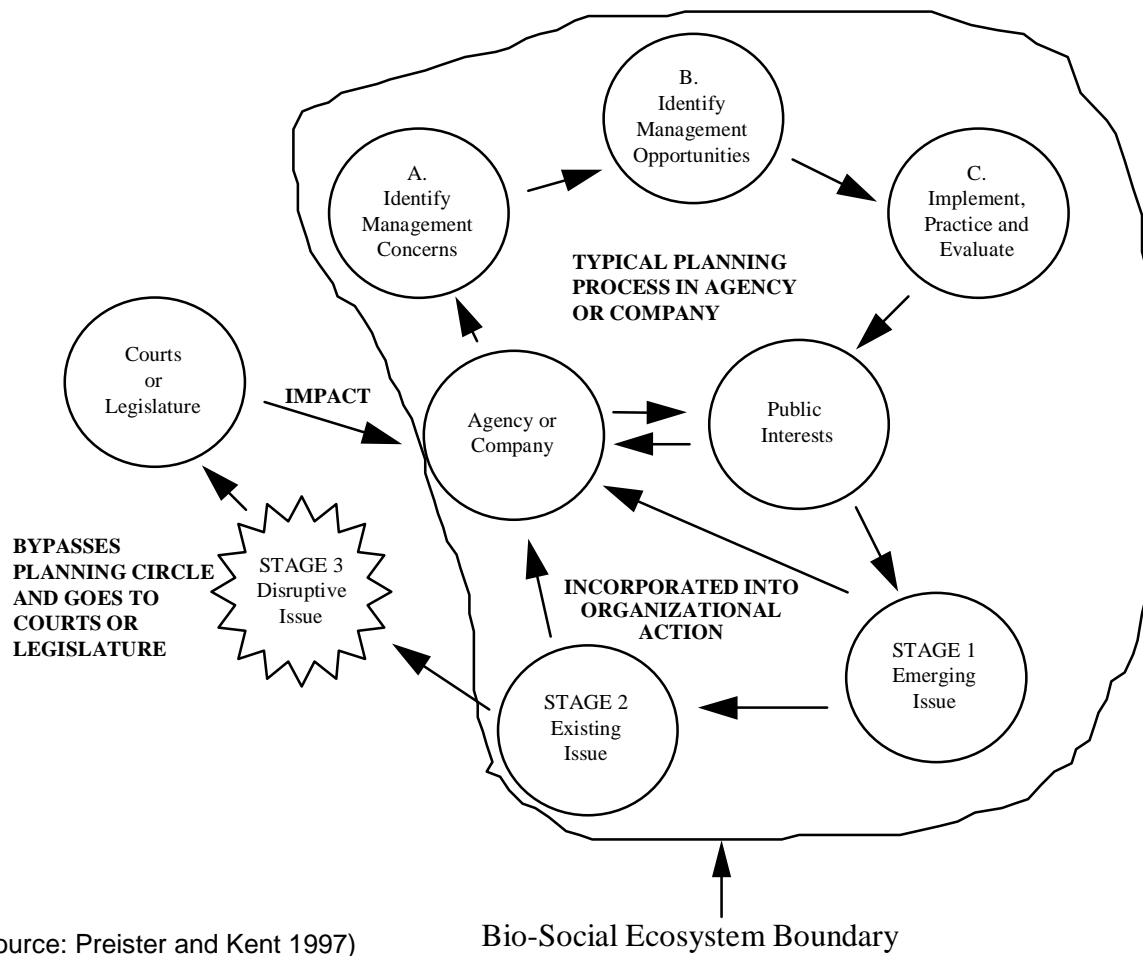 B.
Identify
Management
Opportunities
A.
Identify
Management
Concerns
C.
Implement,
Practice and
Evaluate
TYPICAL PLANNING
PROCESS IN AGENCY
OR COMPANY
Courts
or
Legislature
IMPACT
Agency or
Company
Public
Interests
BYPASSES
PLANNING CIRCLE
AND GOES TO
COURTS OR
LEGISLATURE
STAGE 3
Disruptive
Issue
INCORPORATED INTO
ORGANIZATIONAL
ACTION
STAGE 1
Emerging
Issue
STAGE 2
Existing
Issue
ource: Preister and Kent 1997)
Bio-Social Ecosystem Boundary